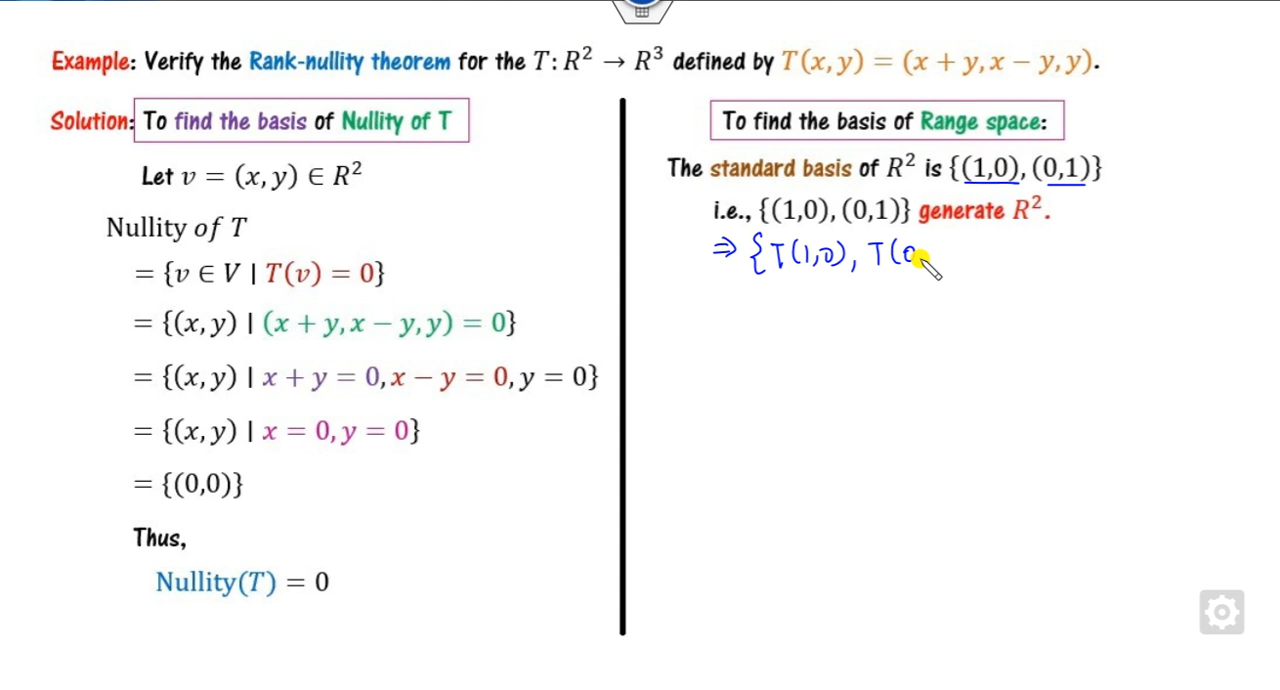 Example: Verify the Rank-nullity theorem for the T: R² → R³ defined by T(x, y) = (x + y, x − y, y).
Solution: To find the basis of Nullity of T
Let v = (x, y) ∈ R²
Nullity of T
= {v ∈ V | T(v) = 0}
= {(x, y) | (x + y, x − y, y) = 0}
= {(x, y) | x + y = 0, x − y = 0, y = 0}
= {(x, y) | x = 0, y = 0}
= {(0,0)}
Thus,
Nullity(T) = 0
To find the basis of Range space:
The standard basis of R² is {(1,0), (0,1)}
i.e., {(1,0), (0,1)} generate R².
⇒ {T(1,0), T(0